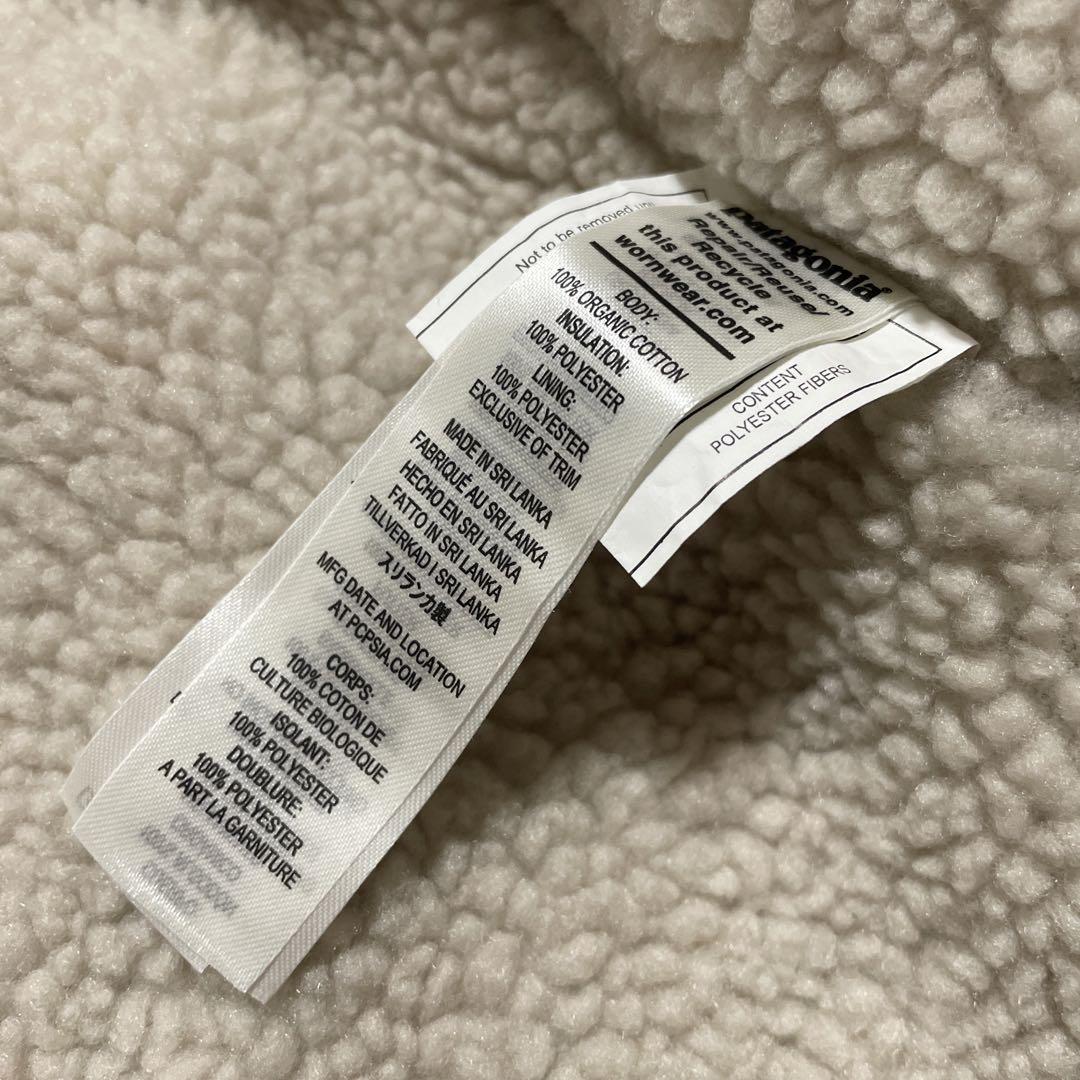 Patagonia®
www.patagonia.com
Repair/Reuse/
Recycle
this product at
wornwear.com
BODY:
100% ORGANIC COTTON
INSULATION:
100% POLYESTER
LINING:
100% POLYESTER
EXCLUSIVE OF TRIM
MADE IN SRI LANKA
FABRIQUÉ AU SRI LANKA
HECHO EN SRI LANKA
FATTO IN SRI LANKA
TILLVERKAD I SRI LANKA
スリランカ製
MFG DATE AND LOCATION
AT PCPSIA.COM
CORPS:
100% COTON DE
CULTURE BIOLOGIQUE
ISOLANT:
100% POLYESTER
DOUBLURE:
100% POLYESTER
A PART LA GARNITURE
Not to be removed
CONTENT
POLYESTER FIBERS